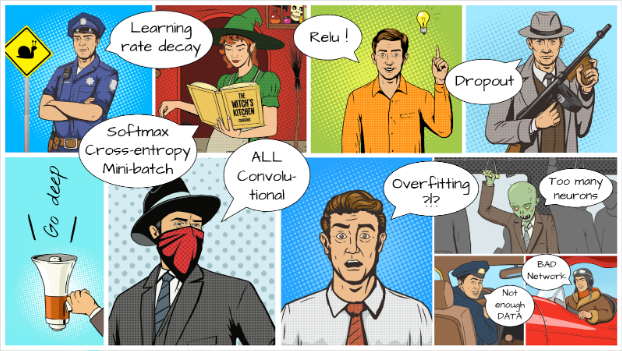 Learning
rate decay
Relu !
Dropout
THE
WITCH'S
KITCHEN
Softmax
Cross-entropy
Mini-batch
ALL
Convolu-
tional
Go deep
Overfitting
?!?
Too many
neurons
BAD
Network
Not
enough
DATA